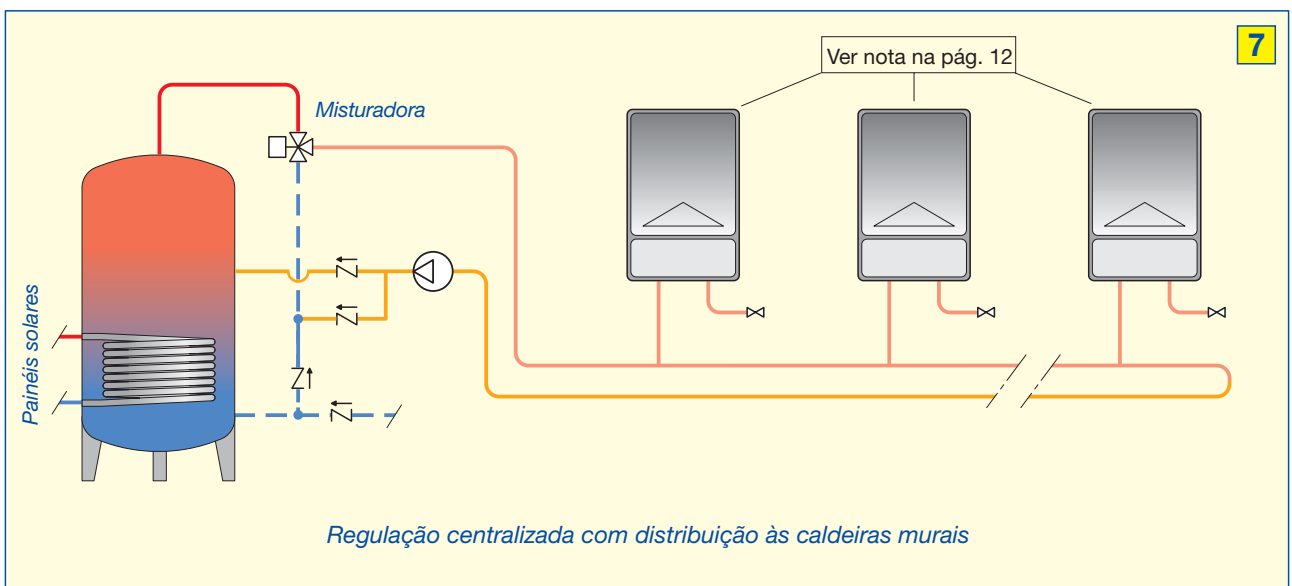 7
Ver nota na pág. 12
Misturadora
Painéis solares
Regulação centralizada com distribuição às caldeiras murais